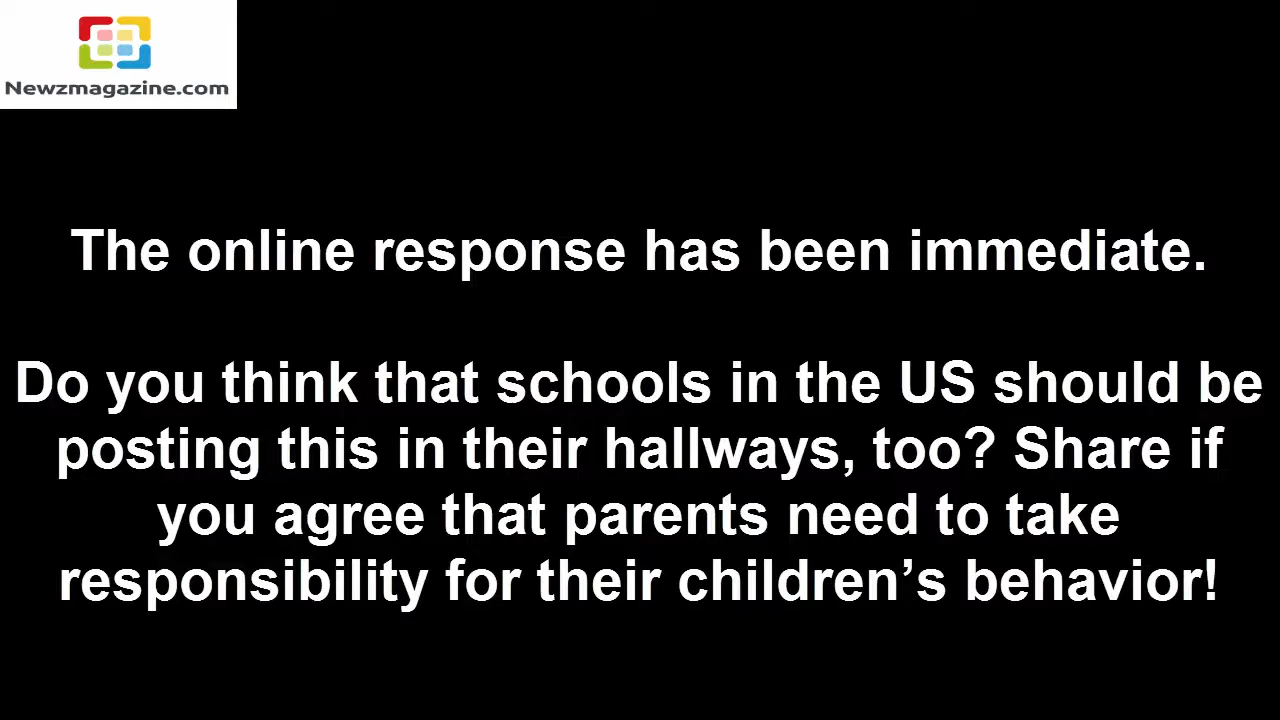 Newzmagazine.com
The online response has been immediate.
Do you think that schools in the US should be
posting this in their hallways, too? Share if
you agree that parents need to take
responsibility for their children’s behavior!